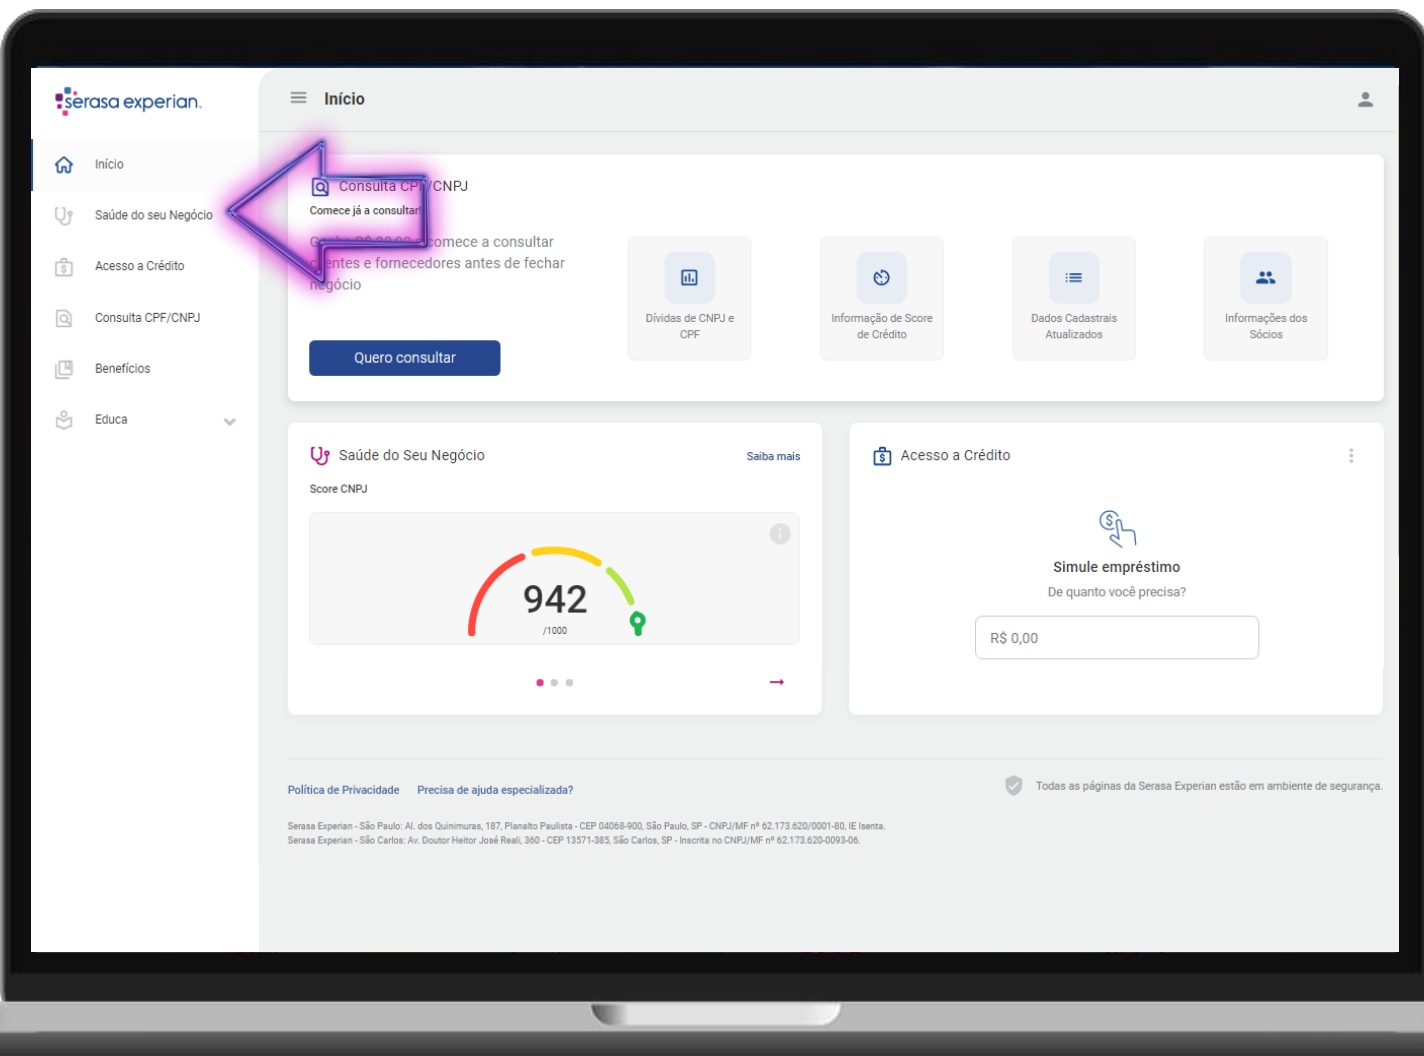 serasa experian.
Início
Início
Saúde do seu Negócio
Acesso a Crédito
Consulta CPF/CNPJ
Benefícios
Educa
Consulta CPF/CNPJ
Comece já a consultar!
comece a consultar
e fornecedores antes de fechar
negócio
Quero consultar
Dívidas de CNPJ e
CPF
Informação de Score
de Crédito
Dados Cadastrais
Atualizados
Informações dos
Sócios
Saúde do Seu Negócio
Saiba mais
Score CNPJ
942
/1000
Acesso a Crédito
Simule empréstimo
De quanto você precisa?
R$ 0,00
Política de Privacidade
Precisa de ajuda especializada?
Todas as páginas da Serasa Experian estão em ambiente de segurança.
Serasa Experian - São Paulo: Al. dos Quinimuras, 187, Planalto Paulista - CEP 04068-900, São Paulo, SP - CNPJ/MF nº 62.173.620/0001-80, IE Isenta.
Serasa Experian - São Carlos: Av. Doutor Heitor José Reali, 360 - CEP 13571-385, São Carlos, SP - Inscrita no CNPJ/MF nº 62.173.620-0093-06.